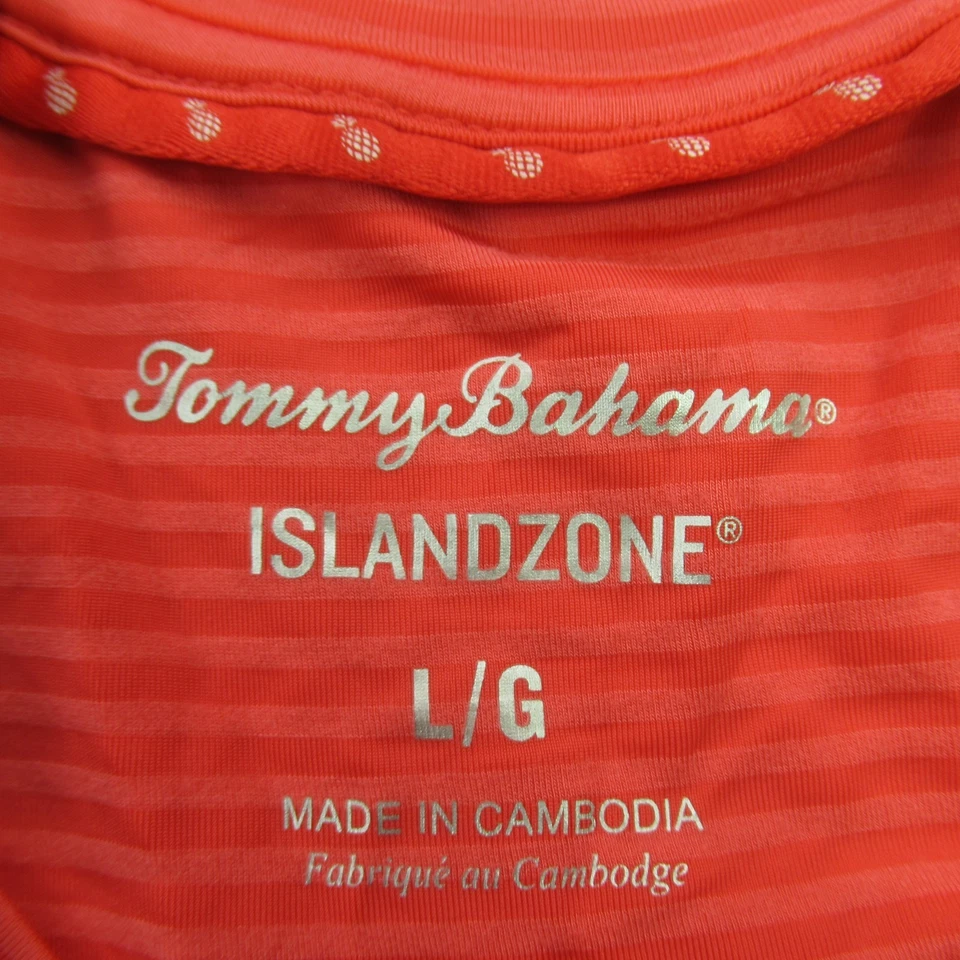 Tommy Bahama®
ISLANDZONE®
L/G
MADE IN CAMBODIA
Fabriqué au Cambodge